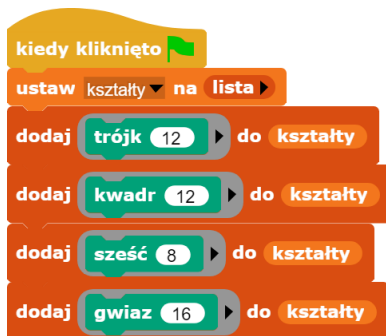 kiedy kliknięto
ustaw kształty na lista
dodaj trójk 12 do kształty
dodaj kwadr 12 do kształty
dodaj sześć 8 do kształty
dodaj gwiaz 16 do kształty